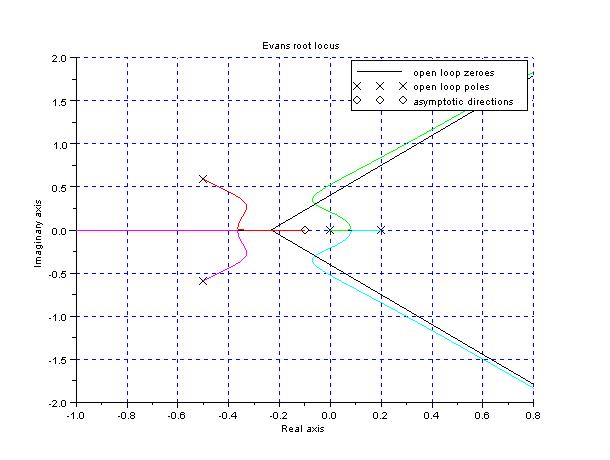 Evans root locus
open loop zeroes
open loop poles
asymptotic directions
2.0
1.5
1.0
0.5
0.0
-0.5
-1.0
-1.5
-2.0
Imaginary axis
-1.0 -0.8 -0.6 -0.4 -0.2 0.0 0.2 0.4 0.6 0.8
Real axis